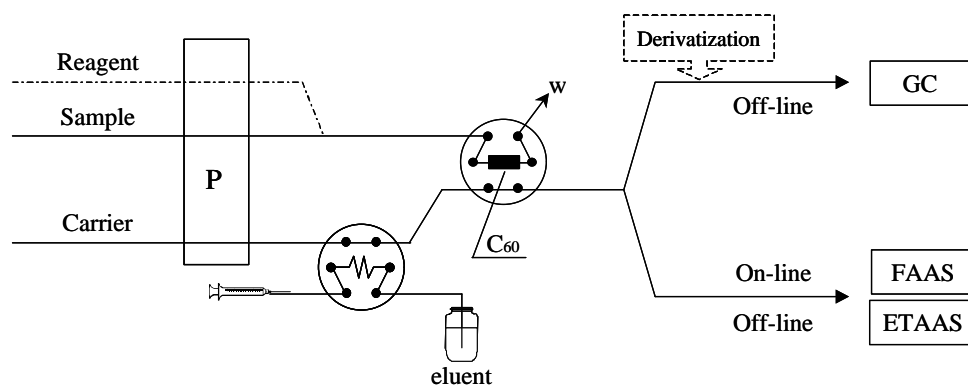 Derivatization
Reagent
Sample
Carrier
P
w
C60
eluent
Off-line
GC
On-line
Off-line
FAAS
ETAAS